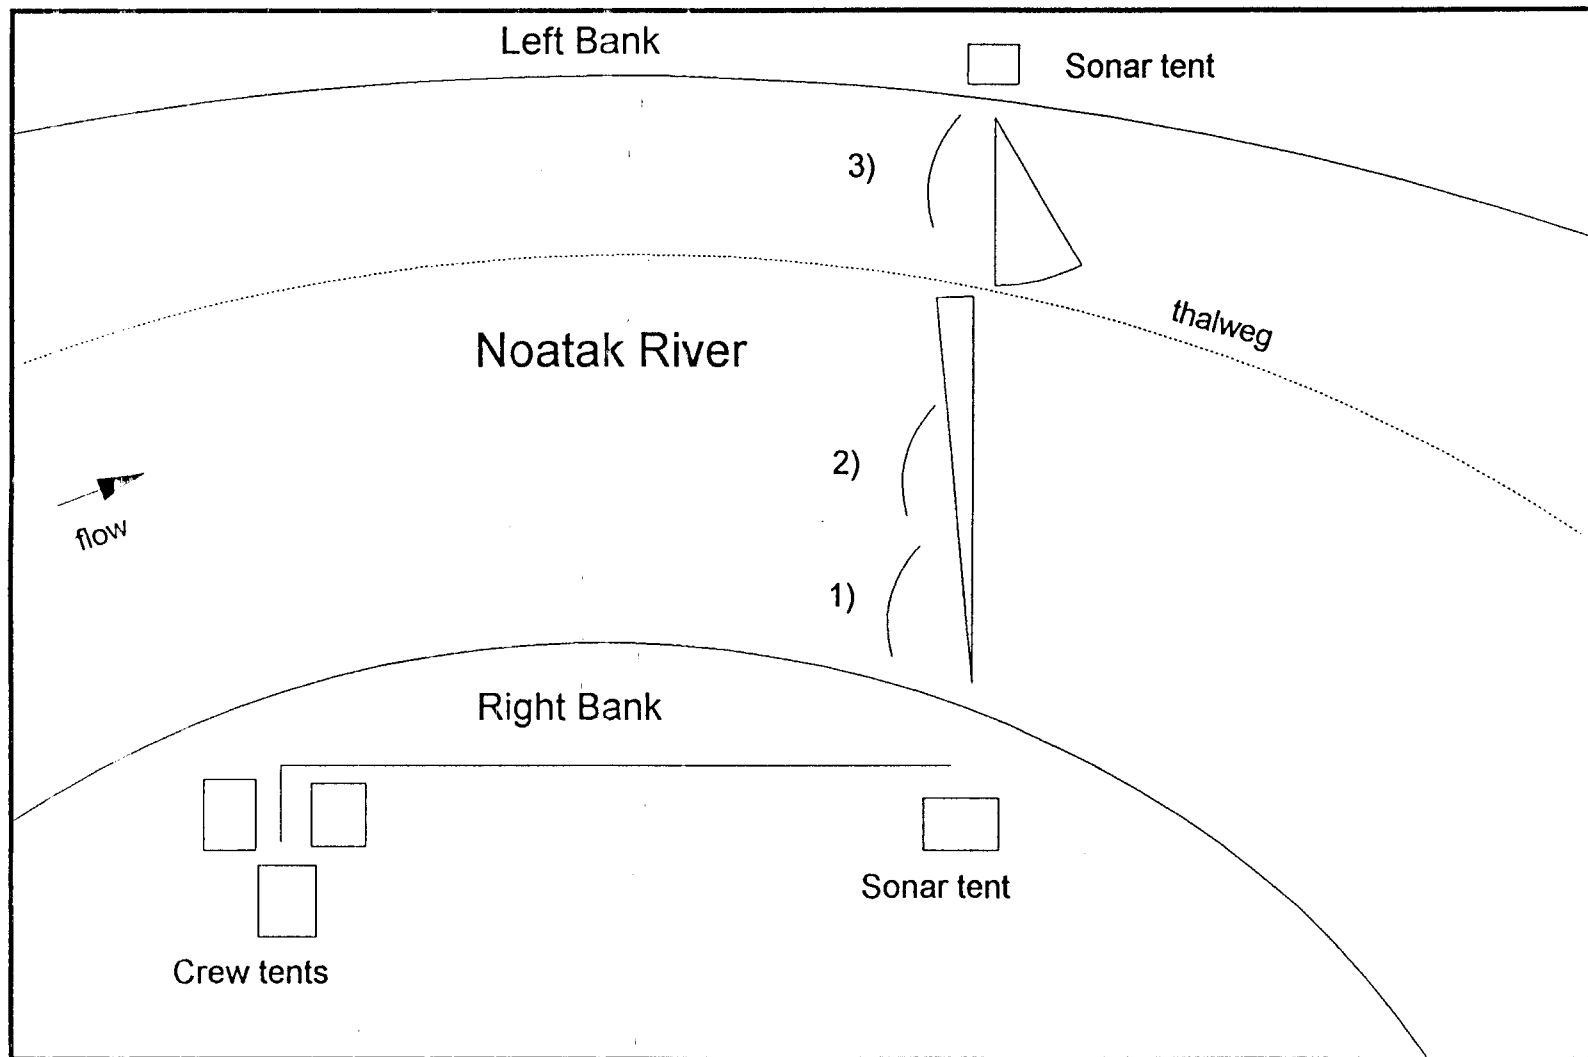 Left Bank
Sonar tent
3)
thalweg
Noatak River
2)
flow
1)
Right Bank
Sonar tent
Crew tents